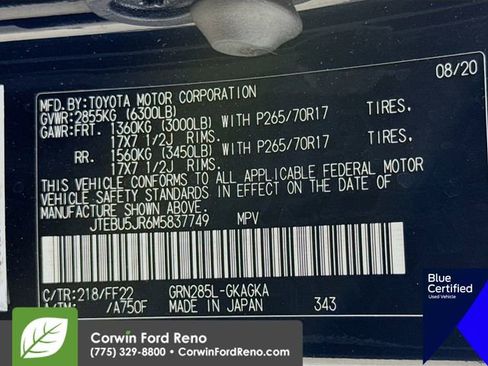 MFD.BY:TOYOTA MOTOR CORPORATION 08/20
GVWR: 2855KG (6300LB)
GAWR:FRT. 1360KG (3000LB) WITH P265/70R17 TIRES,
17X7 1/2J RIMS.
RR. 1560KG (3450LB) WITH P265/70R17 TIRES,
17X7 1/2J RIMS.
THIS VEHICLE CONFORMS TO ALL APPLICABLE FEDERAL MOTOR
VEHICLE SAFETY STANDARDS IN EFFECT ON THE DATE OF
MANUFACTURE SHOWN ABOVE.
JTEBU5JR6M5837749 MPV
C/TR:218/FF22 GRN285L-GKAGKA
A/TM: /A750F MADE IN JAPAN 343
Blue
Certified
Used Vehicle
Corwin Ford Reno
(775) 329-8800 • CorwinFordReno.com